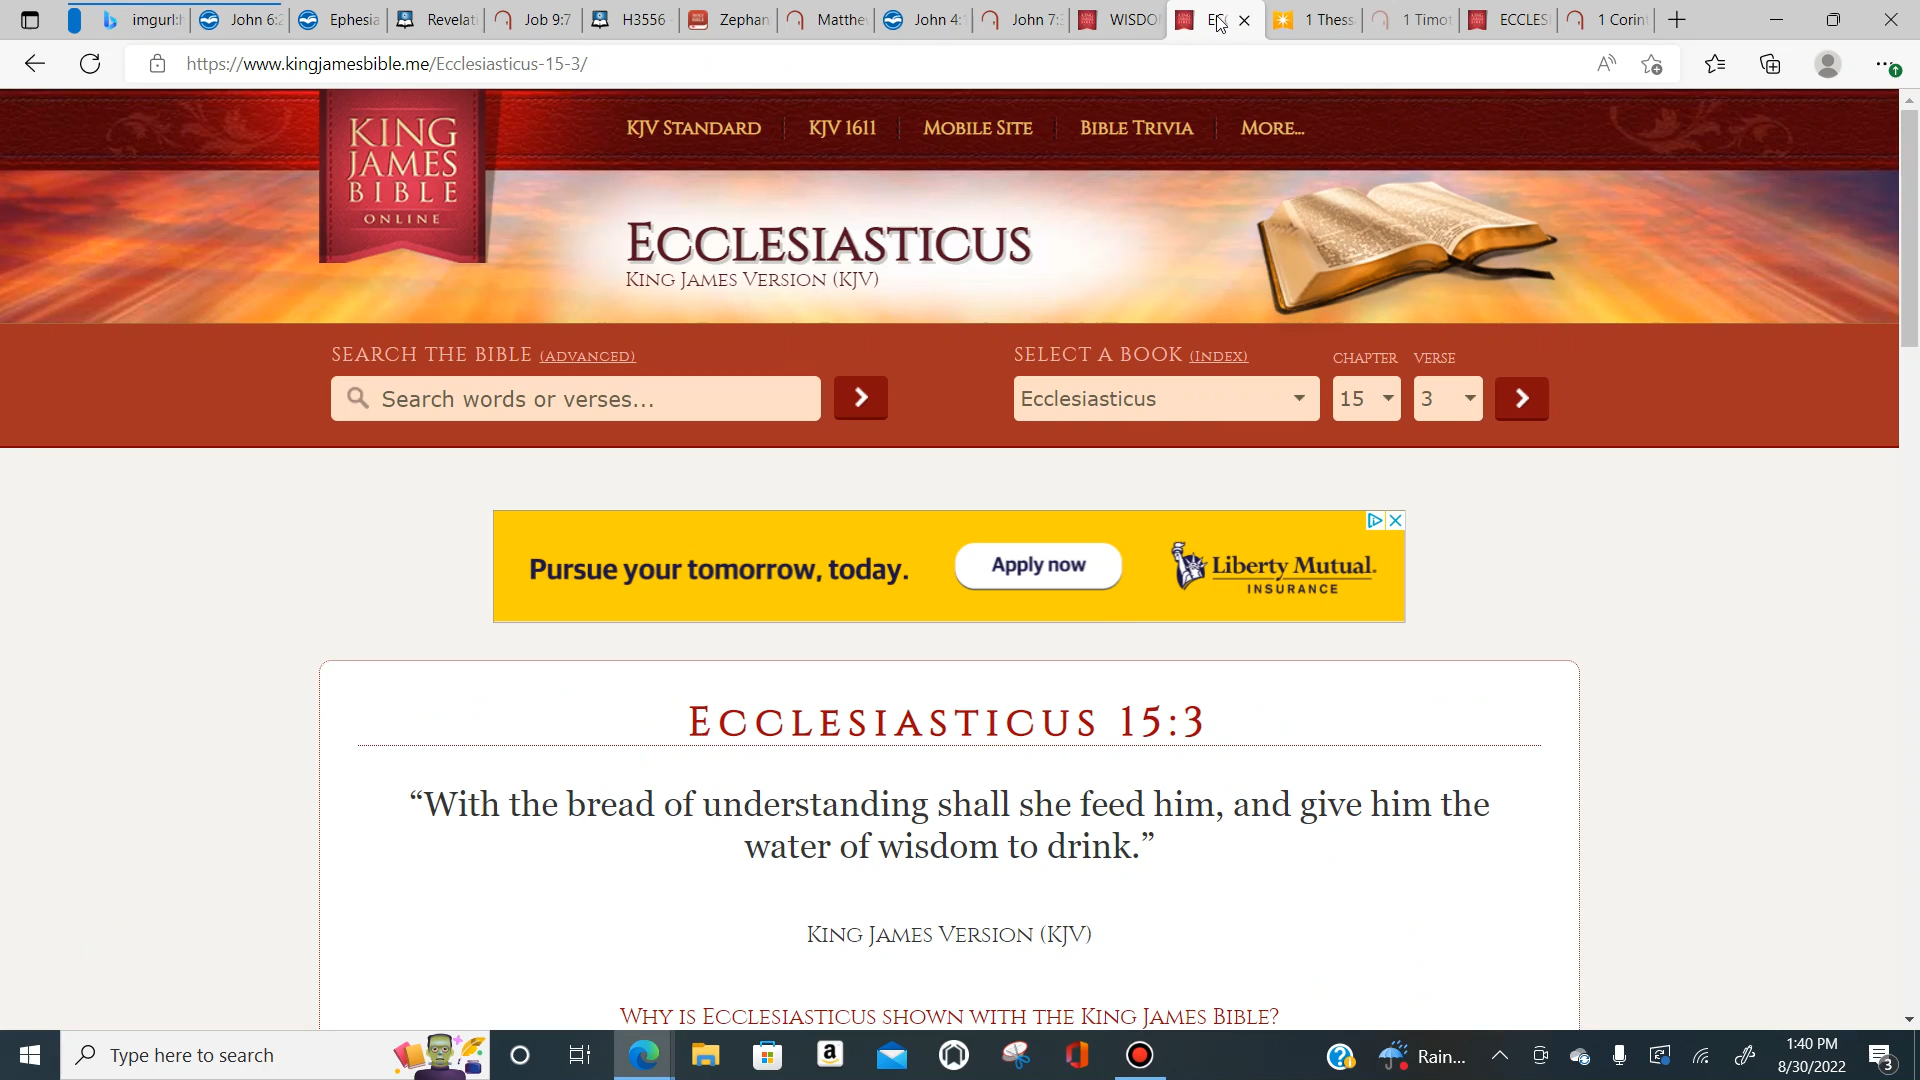 imgurl:h
John 6:2
Ephesia
Revelati
Job 9:7
H3556
Zephan
Matthe
John 4:
John 7:
WISDO
1 Thess
1 Timot
ECCLESI
1 Corint
https://www.kingjamesbible.me/Ecclesiasticus-15-3/
KING
JAMES
BIBLE
ONLINE
KJV STANDARD
KJV 1611
MOBILE SITE
BIBLE TRIVIA
MORE...
ECCLESIASTICUS
KING JAMES VERSION (KJV)
SEARCH THE BIBLE (ADVANCED)
SELECT A BOOK (INDEX)
CHAPTER
VERSE
Search words or verses...
Ecclesiasticus
15
3
Pursue your tomorrow, today.
Apply now
Liberty Mutual.
INSURANCE
ECCLESIASTICUS 15:3
“With the bread of understanding shall she feed him, and give him the
water of wisdom to drink.”
KING JAMES VERSION (KJV)
WHY IS ECCLESIASTICUS SHOWN WITH THE KING JAMES BIBLE?
Type here to search
Rain...
1:40 PM
8/30/2022
3